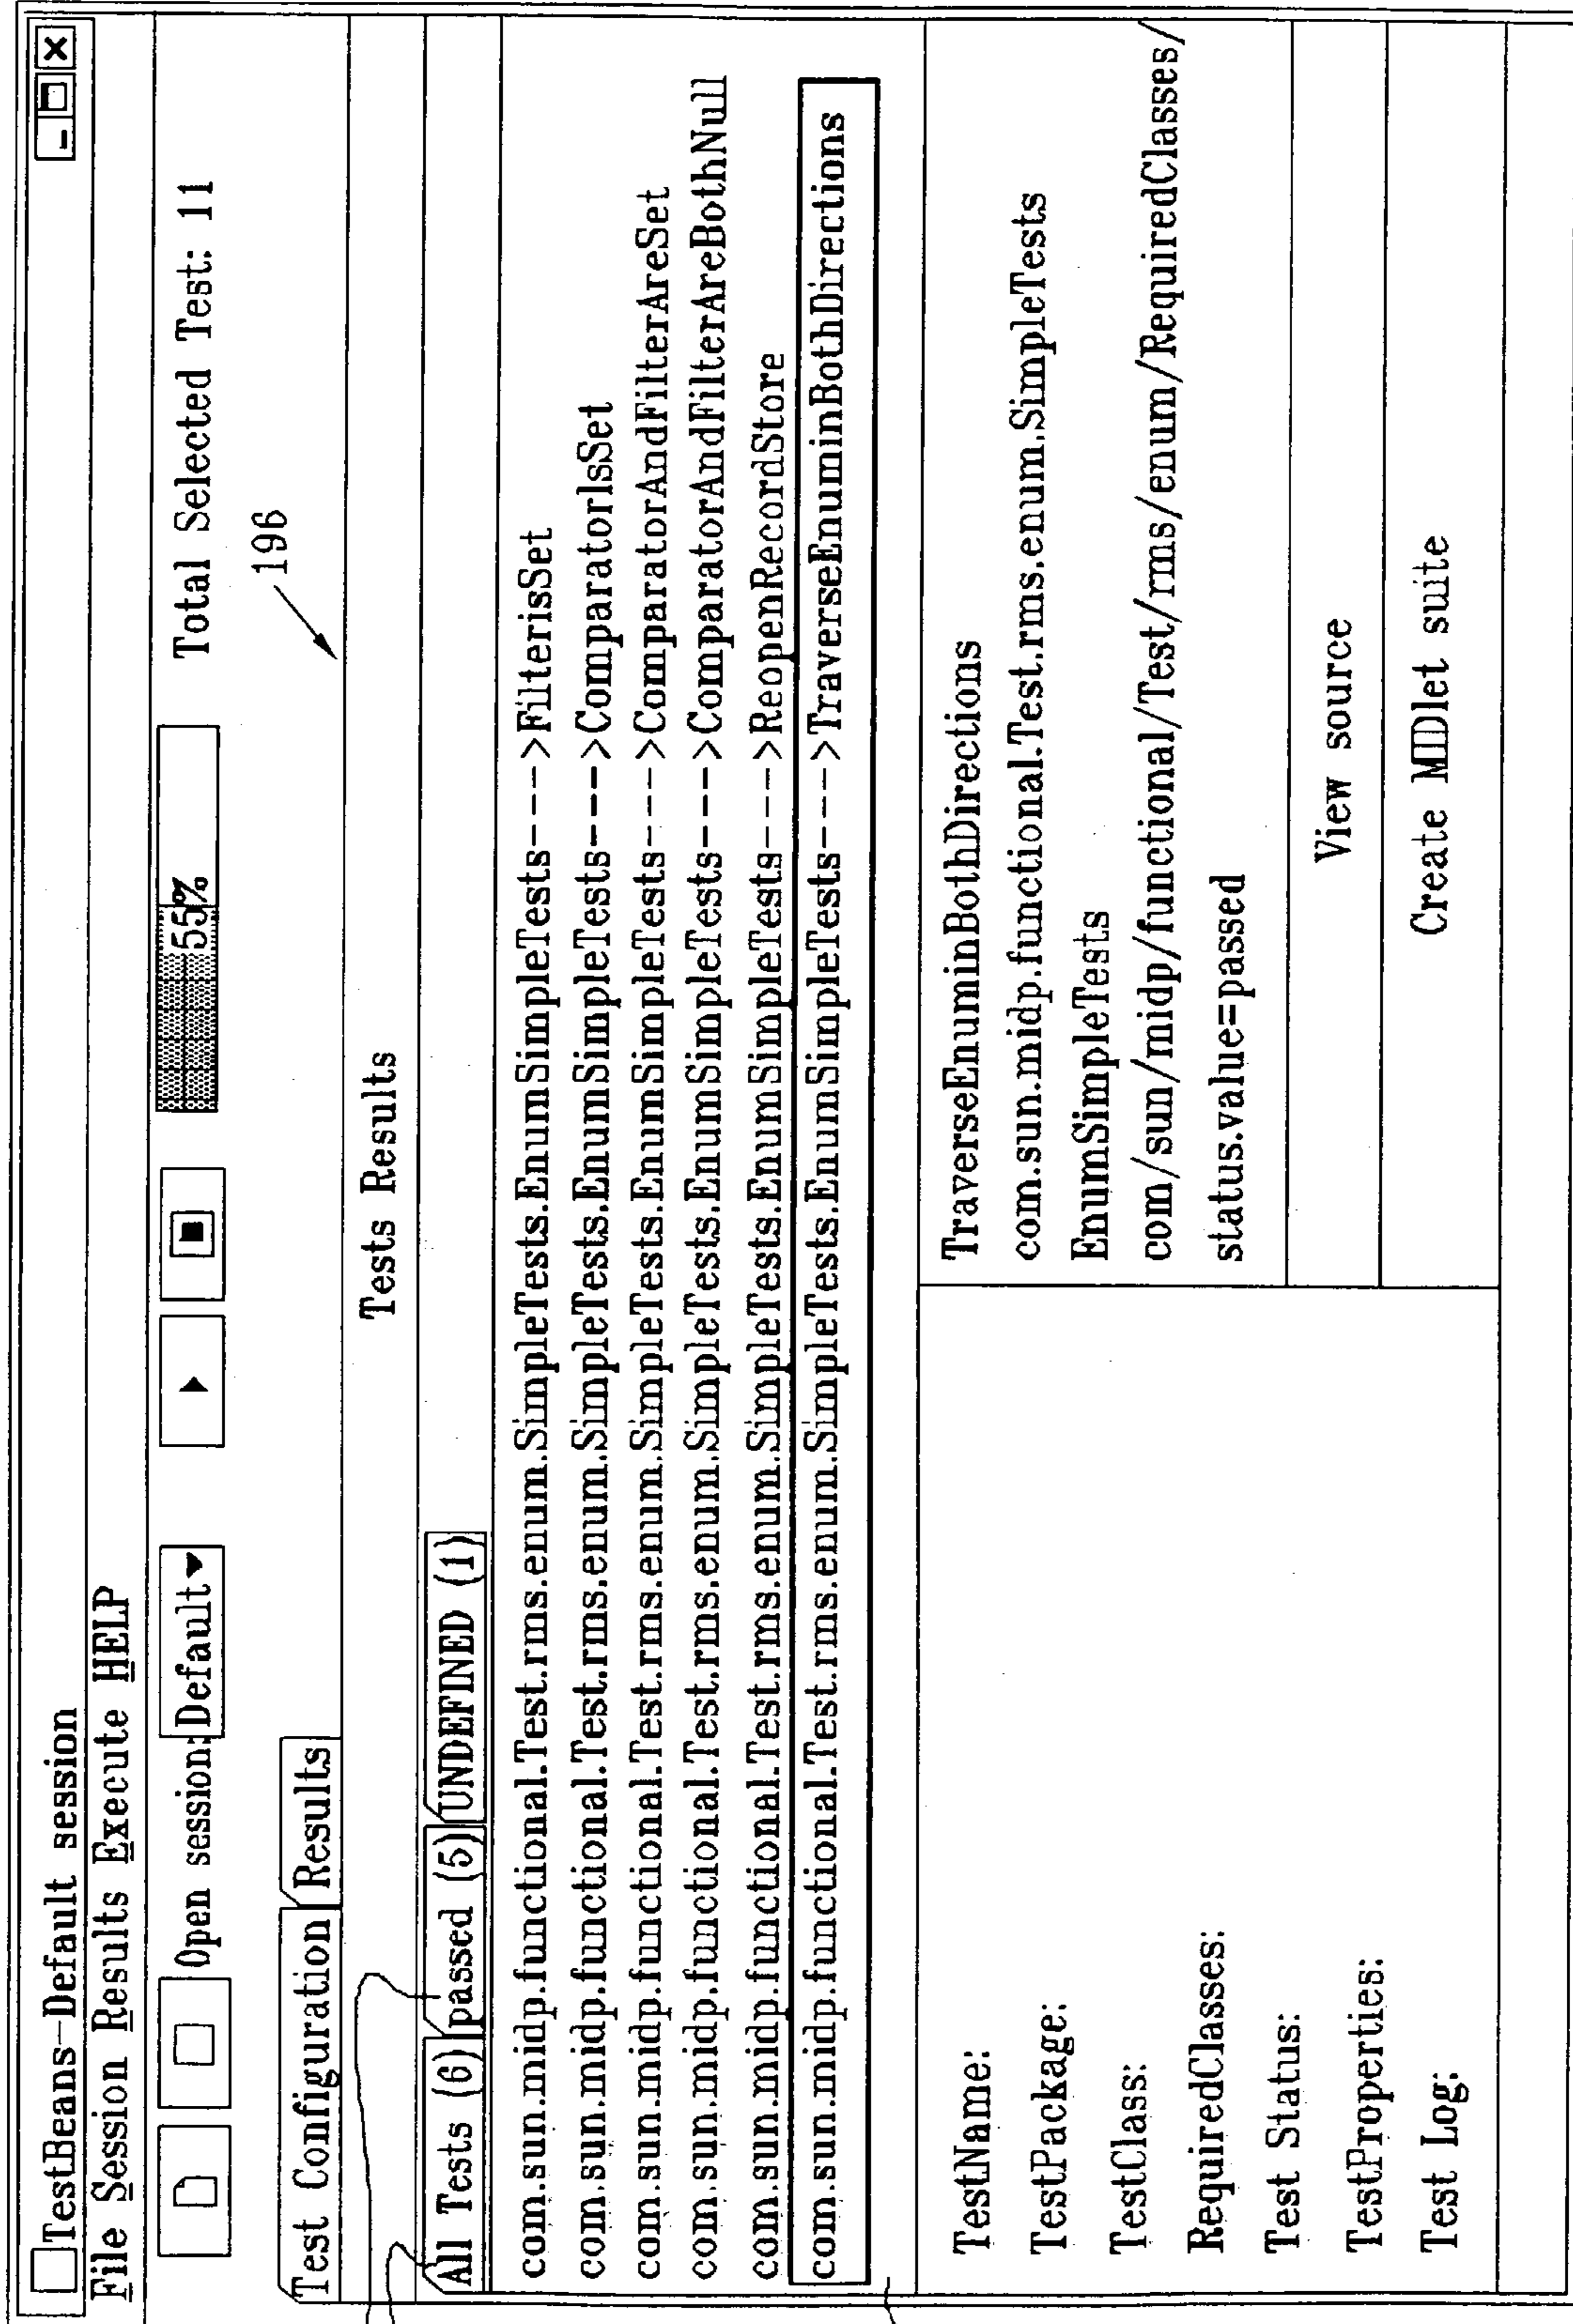 TestBeans-Default session
File Session Results Execute HELP
Open session: Default 55% Total Selected Test: 11
196
Test Configuration Results
Tests Results
All Tests (6) passed (5) UNDEFINED (1)
com.sun.midp.functional.Test.rms.enum.SimpleTests.EnumSimpleTests--->FilterisSet
com.sun.midp.functional.Test.rms.enum.SimpleTests.EnumSimpleTests--->ComparatorIsSet
com.sun.midp.functional.Test.rms.enum.SimpleTests.EnumSimpleTests--->ComparatorAndFilterAreSet
com.sun.midp.functional.Test.rms.enum.SimpleTests.EnumSimpleTests--->ComparatorAndFilterAreBothNull
com.sun.midp.functional.Test.rms.enum.SimpleTests.EnumSimpleTests--->ReopenRecordStore
com.sun.midp.functional.Test.rms.enum.SimpleTests.EnumSimpleTests--->TraverseEnuminBothDirections
TestName: TraverseEnuminBothDirections
TestPackage: com.sun.midp.functional.Test.rms.enum.SimpleTests
TestClass: EnumSimpleTests
RequiredClasses: com/sun/midp/functional/Test/rms/enum/RequiredClasses/
Test Status: status.value=passed
TestProperties: View source
Test Log: Create MIDlet suite